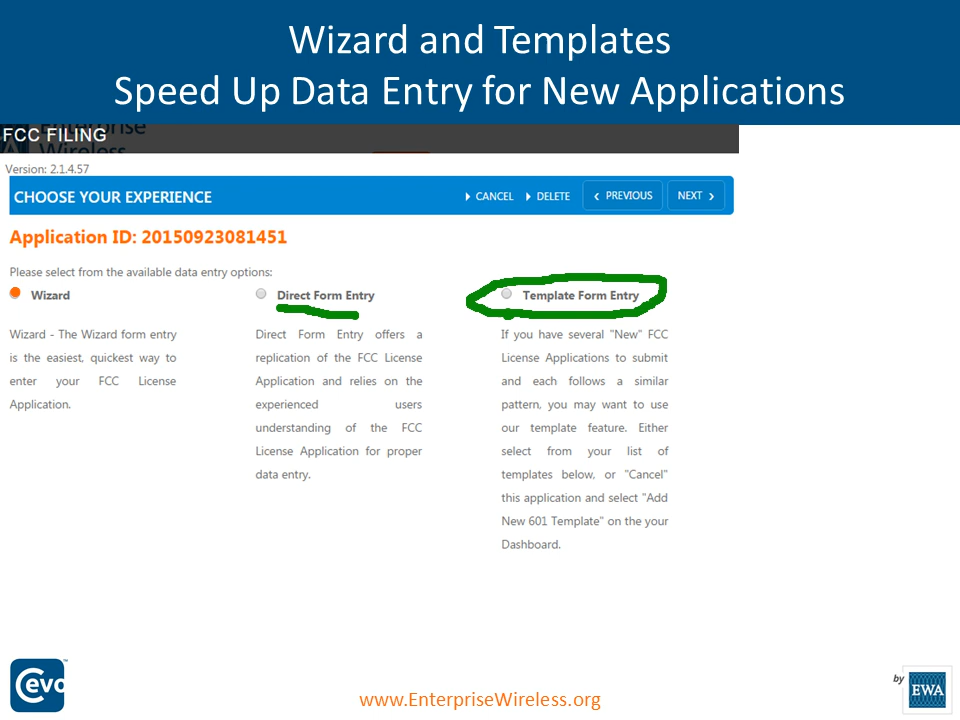 Wizard and Templates
Speed Up Data Entry for New Applications
Enterprise
FCC FILING
Wireless
Version: 2.1.4.57
CHOOSE YOUR EXPERIENCE
CANCEL DELETE PREVIOUS NEXT
Application ID: 20150923081451
Please select from the available data entry options:
Wizard
Wizard - The Wizard form entry
is the easiest, quickest way to
enter your FCC License
Application.
Direct Form Entry
Direct Form Entry offers a
replication of the FCC License
Application and relies on the
experienced users
understanding of the FCC
License Application for proper
data entry.
Template Form Entry
If you have several "New" FCC
License Applications to submit
and each follows a similar
pattern, you may want to use
our template feature. Either
select from your list of
templates below, or "Cancel"
this application and select "Add
New 601 Template" on the your
Dashboard.
Cevo
www.EnterpriseWireless.org
by
EWA